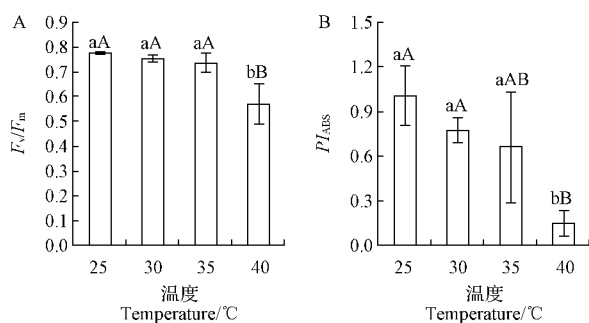 A
0.9
0.8
0.7
0.6
0.5
0.4
0.3
0.2
0.1
0.0
Fv/Fm
aA aA aA bB
25 30 35 40
温度
Temperature/℃
B
1.5
1.2
0.9
0.6
0.3
0.0
PIABS
aA aA aAB bB
25 30 35 40
温度
Temperature/℃